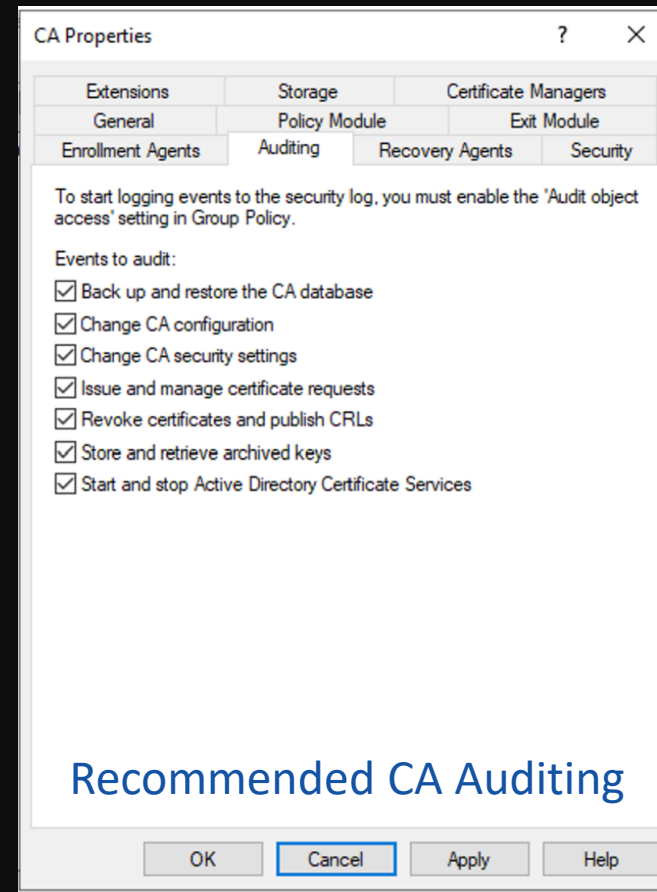 CA Properties ? ×
Extensions Storage Certificate Managers
General Policy Module Exit Module
Enrollment Agents Auditing Recovery Agents Security
To start logging events to the security log, you must enable the 'Audit object
access' setting in Group Policy.
Events to audit:
Back up and restore the CA database
Change CA configuration
Change CA security settings
Issue and manage certificate requests
Revoke certificates and publish CRLs
Store and retrieve archived keys
Start and stop Active Directory Certificate Services
Recommended CA Auditing
OK Cancel Apply Help